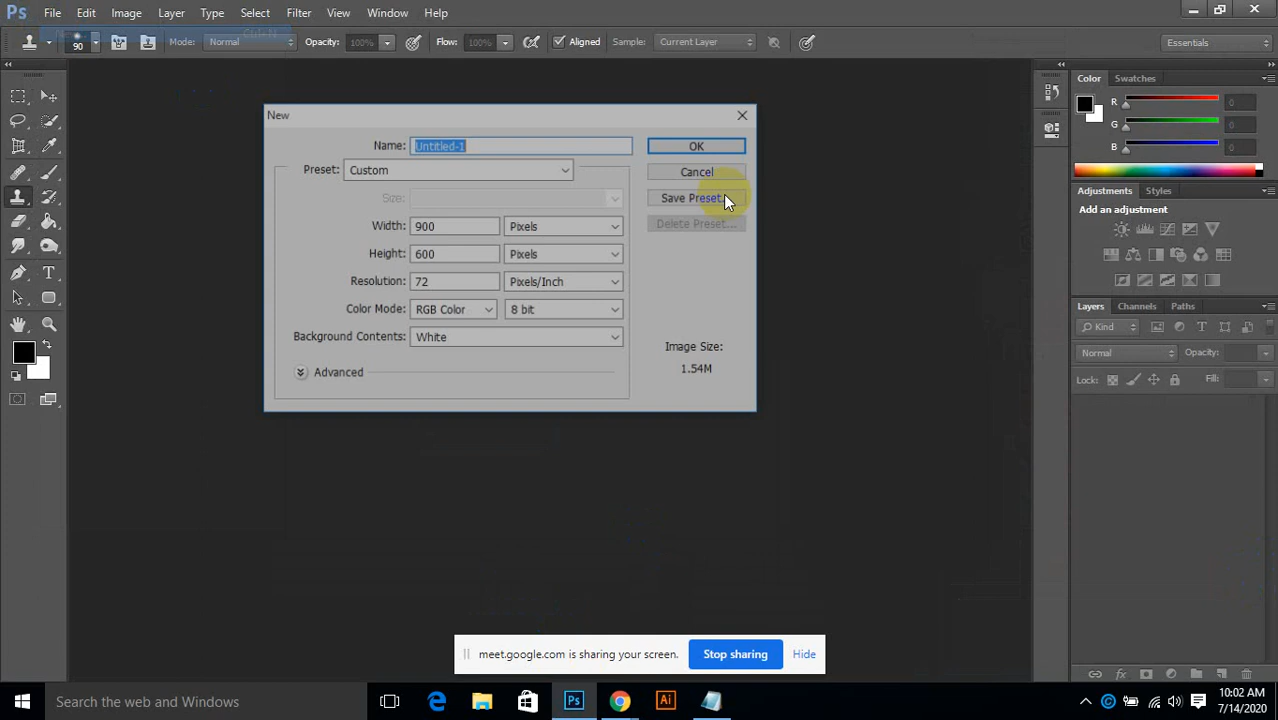 Ps File Edit Image Layer Type Select Filter View Window Help
90 Mode: Normal Opacity: 100% Flow: 100% Aligned Sample: Current Layer Essentials
Color Swatches
R 0
G 0
B 0
Adjustments Styles
Add an adjustment
Layers Channels Paths
Kind
Normal Opacity:
Lock: Fill:
New
Name: Untitled-1 OK
Preset: Custom Cancel
Size: Save Preset...
Width: 900 Pixels Delete Preset...
Height: 600 Pixels
Resolution: 72 Pixels/Inch
Color Mode: RGB Color 8 bit
Background Contents: White
Image Size:
1.54M
Advanced
meet.google.com is sharing your screen. Stop sharing Hide
Search the web and Windows
Ps Ai
10:02 AM
7/14/2020